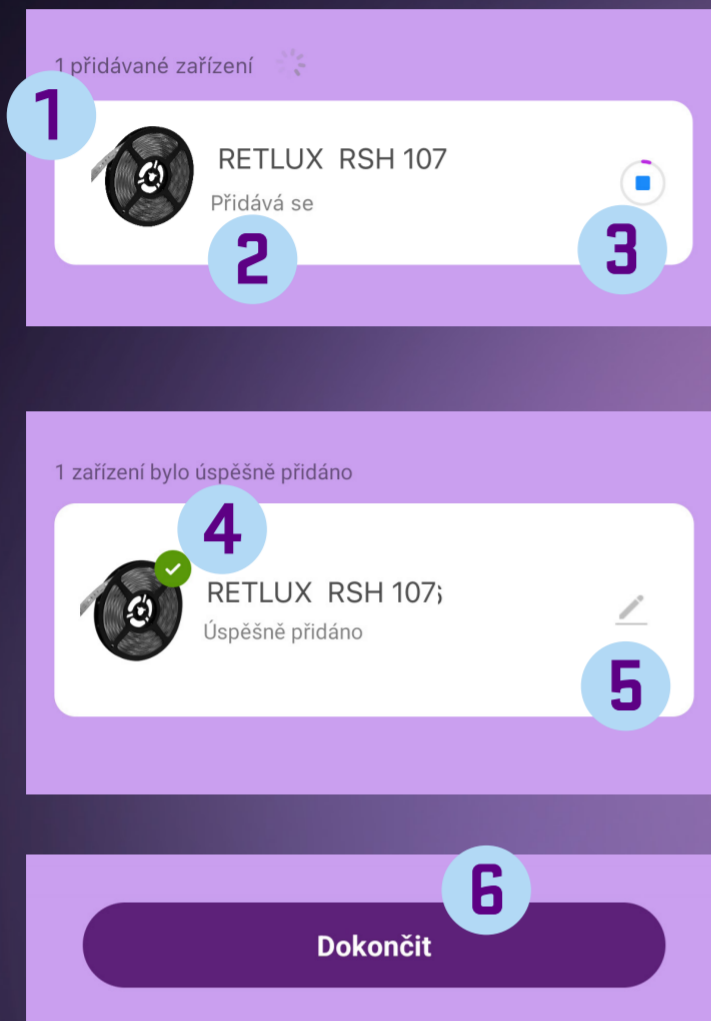 1 přidávané zařízení
1
RETLUX RSH 107
Přidává se
2
3
1 zařízení bylo úspěšně přidáno
4
RETLUX RSH 107;
Úspěšně přidáno
5
6
Dokončit